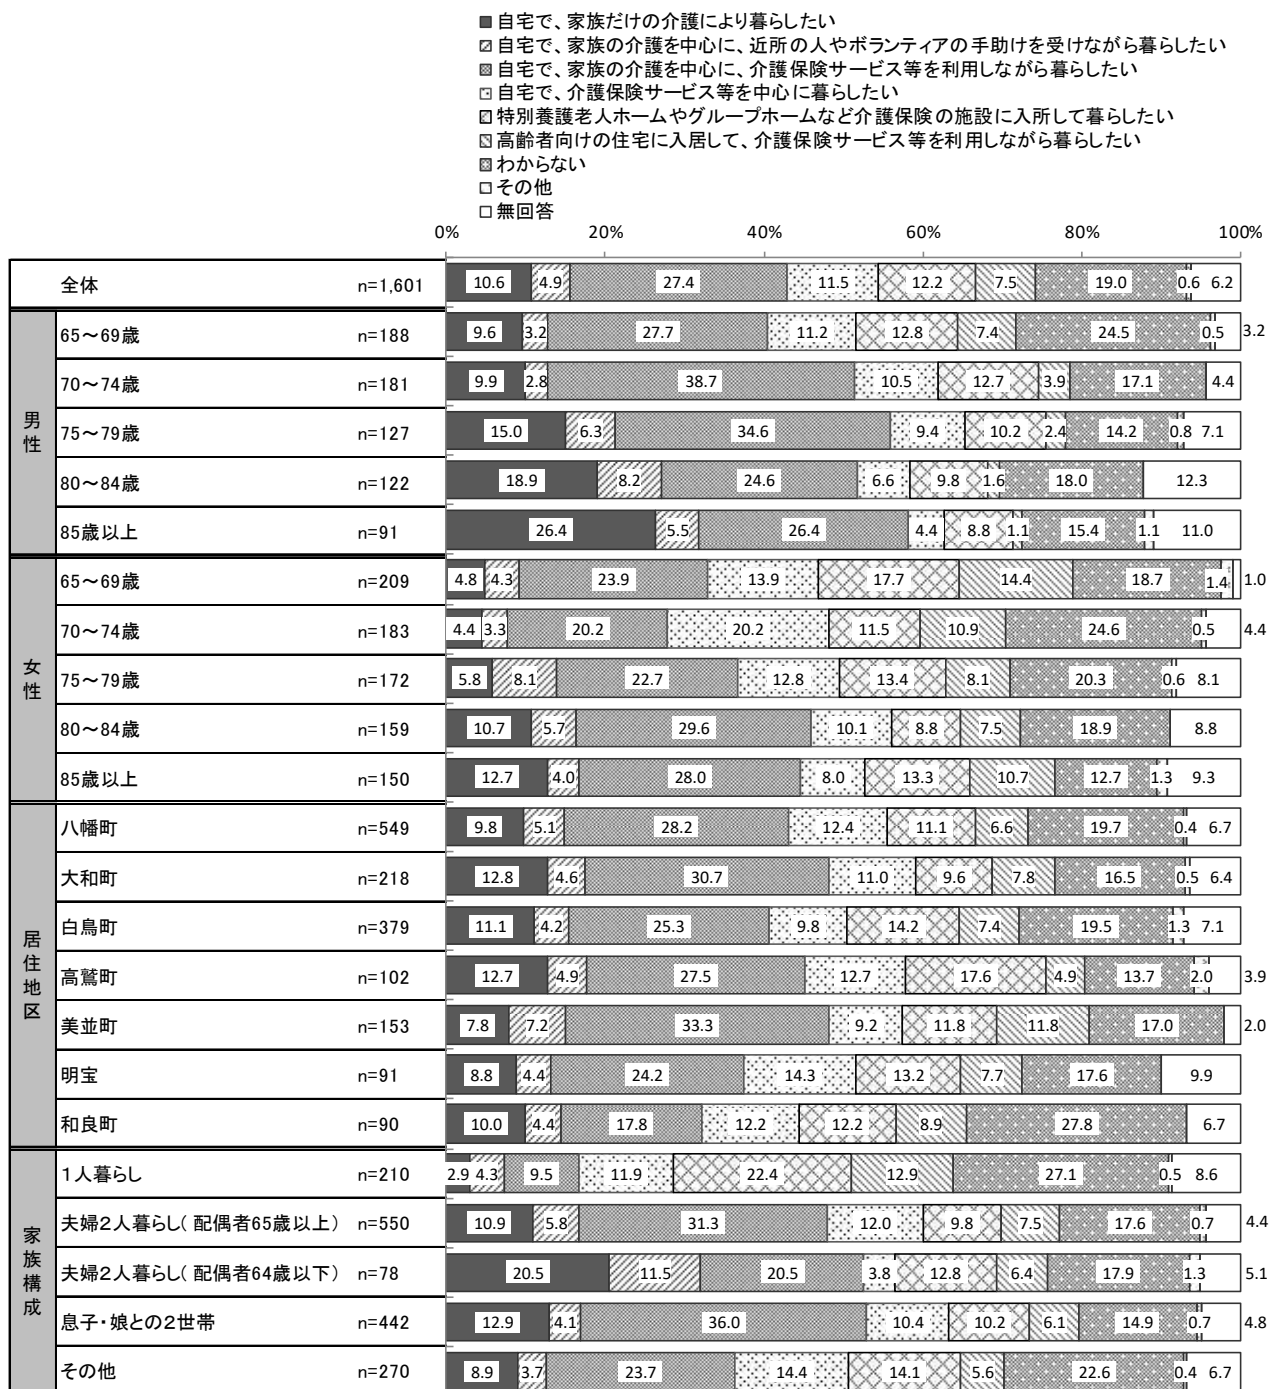 ■自宅で、家族だけの介護により暮らしたい
自宅で、家族の介護を中心に、近所の人やボランティアの手助けを受けながら暮らしたい
自宅で、家族の介護を中心に、介護保険サービス等を利用しながら暮らしたい
自宅で、介護保険サービス等を中心に暮らしたい
特別養護老人ホームやグループホームなど介護保険の施設に入所して暮らしたい
高齢者向けの住宅に入居して、介護保険サービス等を利用しながら暮らしたい
わからない
□その他
□無回答
0% 20% 40% 60% 80% 100%
全体 n=1,601 10.6 4.9 27.4 11.5 12.2 7.5 19.0 0.6 6.2
男性
65～69歳 n=188 9.6 3.2 27.7 11.2 12.8 7.4 24.5 0.5 3.2
70～74歳 n=181 9.9 2.8 38.7 10.5 12.7 3.9 17.1 4.4
75～79歳 n=127 15.0 6.3 34.6 9.4 10.2 2.4 14.2 0.8 7.1
80～84歳 n=122 18.9 8.2 24.6 6.6 9.8 1.6 18.0 12.3
85歳以上 n=91 26.4 5.5 26.4 4.4 8.8 1.1 15.4 1.1 11.0
女性
65～69歳 n=209 4.8 4.3 23.9 13.9 17.7 14.4 18.7 1.4 1.0
70～74歳 n=183 4.4 3.3 20.2 20.2 11.5 10.9 24.6 0.5 4.4
75～79歳 n=172 5.8 8.1 22.7 12.8 13.4 8.1 20.3 0.6 8.1
80～84歳 n=159 10.7 5.7 29.6 10.1 8.8 7.5 18.9 8.8
85歳以上 n=150 12.7 4.0 28.0 8.0 13.3 10.7 12.7 1.3 9.3
居住地区
八幡町 n=549 9.8 5.1 28.2 12.4 11.1 6.6 19.7 0.4 6.7
大和町 n=218 12.8 4.6 30.7 11.0 9.6 7.8 16.5 0.5 6.4
白鳥町 n=379 11.1 4.2 25.3 9.8 14.2 7.4 19.5 1.3 7.1
高鷲町 n=102 12.7 4.9 27.5 12.7 17.6 4.9 13.7 2.0 3.9
美並町 n=153 7.8 7.2 33.3 9.2 11.8 11.8 17.0 2.0
明宝 n=91 8.8 4.4 24.2 14.3 13.2 7.7 17.6 9.9
和良町 n=90 10.0 4.4 17.8 12.2 12.2 8.9 27.8 6.7
家族構成
1人暮らし n=210 2.9 4.3 9.5 11.9 22.4 12.9 27.1 0.5 8.6
夫婦2人暮らし(配偶者65歳以上) n=550 10.9 5.8 31.3 12.0 9.8 7.5 17.6 0.7 4.4
夫婦2人暮らし(配偶者64歳以下) n=78 20.5 11.5 20.5 3.8 12.8 6.4 17.9 1.3 5.1
息子・娘との2世帯 n=442 12.9 4.1 36.0 10.4 10.2 6.1 14.9 0.7 4.8
その他 n=270 8.9 3.7 23.7 14.4 14.1 5.6 22.6 0.4 6.7